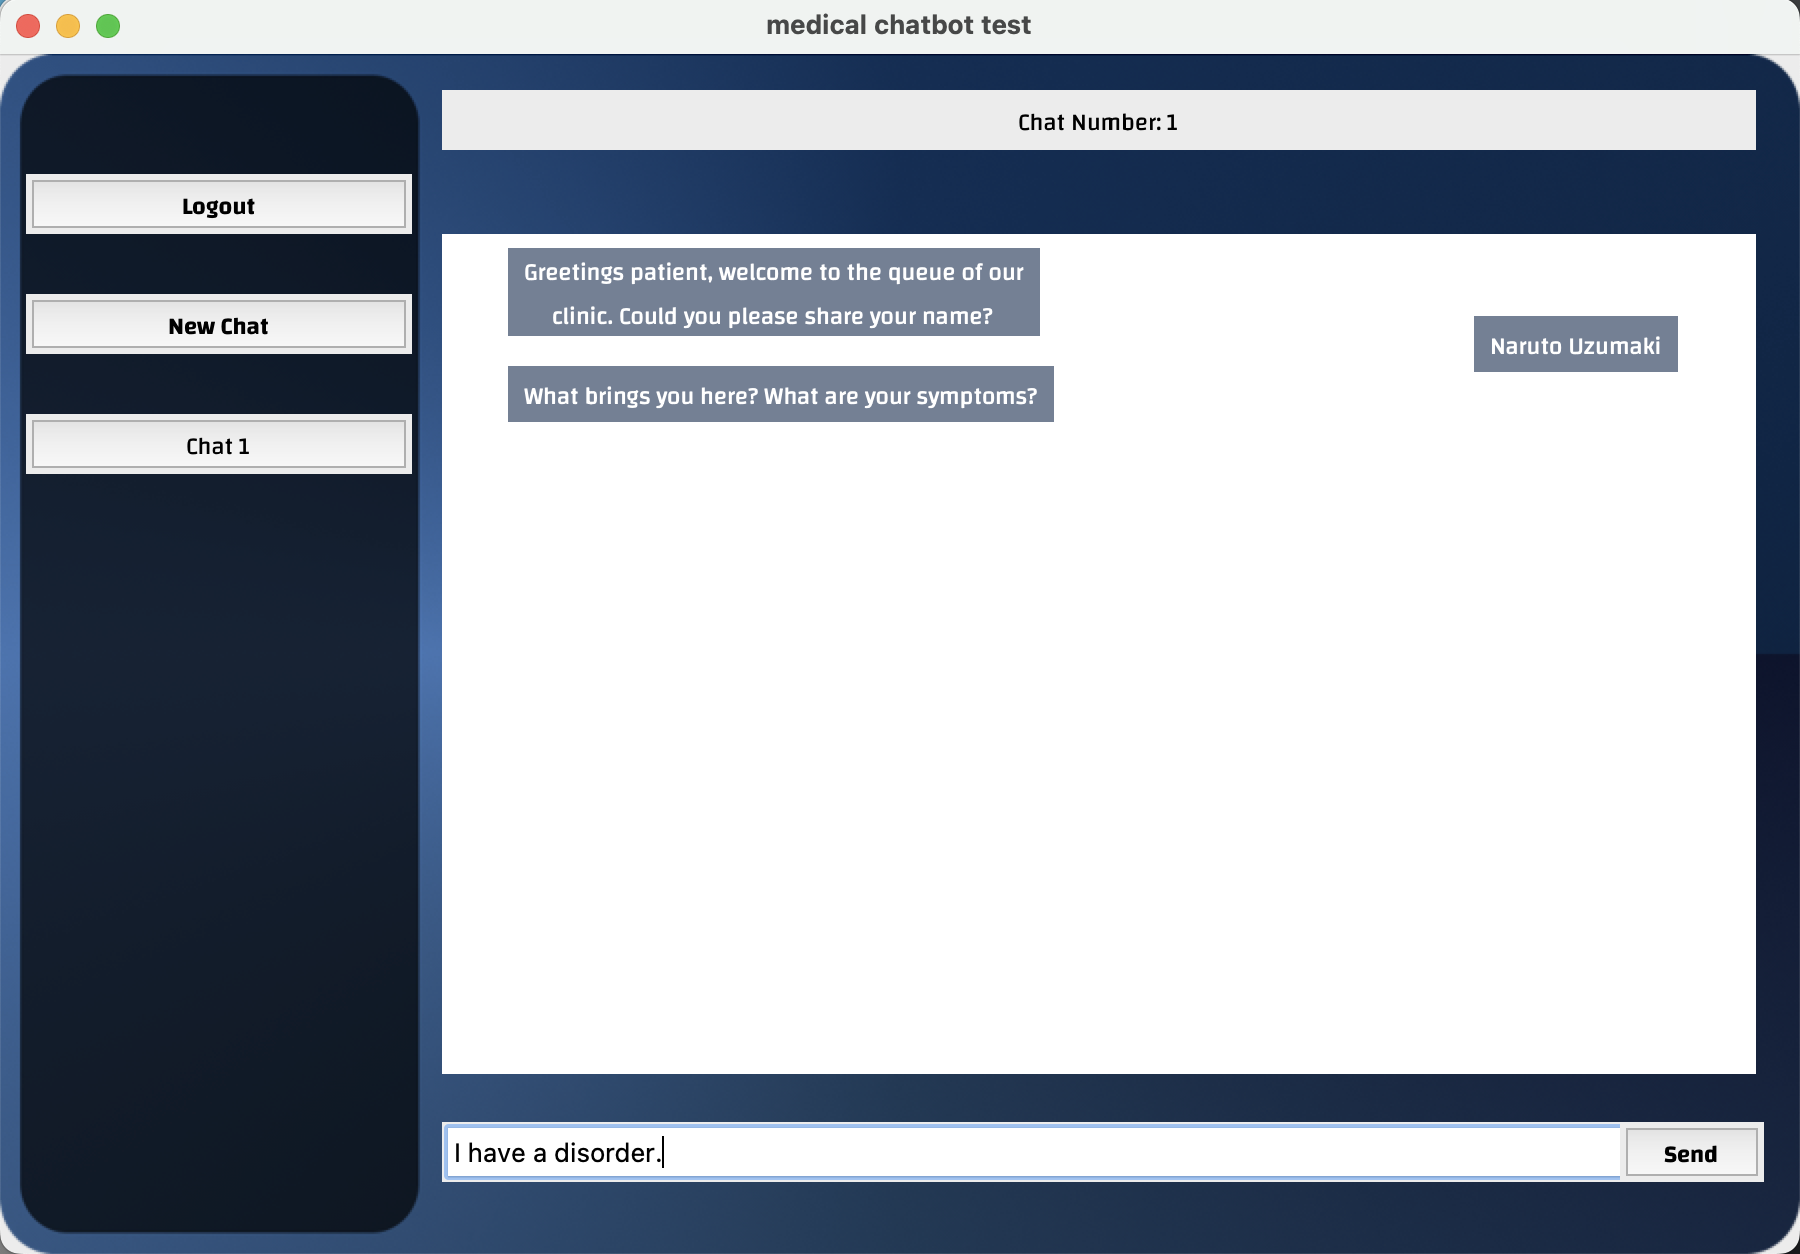 medical chatbot test
Logout
New Chat
Chat 1
Chat Number: 1
Greetings patient, welcome to the queue of our
clinic. Could you please share your name?
Naruto Uzumaki
What brings you here? What are your symptoms?
I have a disorder.
Send